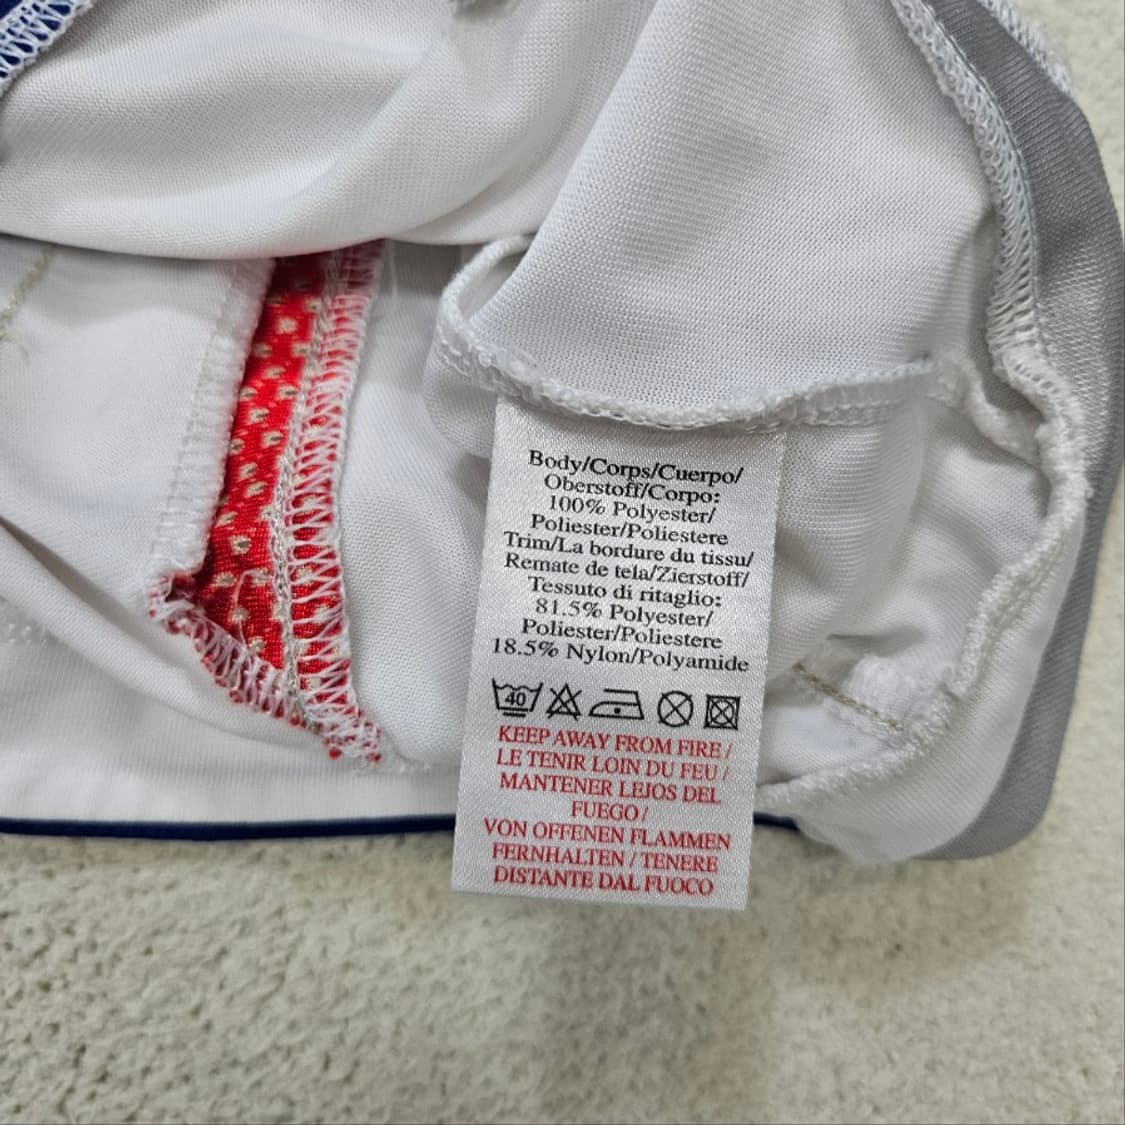 Body/Corps/Cuerpo/
Oberstoff/Corpo:
100% Polyester/
Poliester/Poliestere
Trim/La bordure du tissu/
Remate de tela/Zierstoff/
Tessuto di ritaglio:
81.5% Polyester/
Poliester/Poliestere
18.5% Nylon/Polyamide
40
KEEP AWAY FROM FIRE /
LE TENIR LOIN DU FEU /
MANTENER LEJOS DEL
FUEGO /
VON OFFENEN FLAMMEN
FERNHALTEN / TENERE
DISTANTE DAL FUOCO